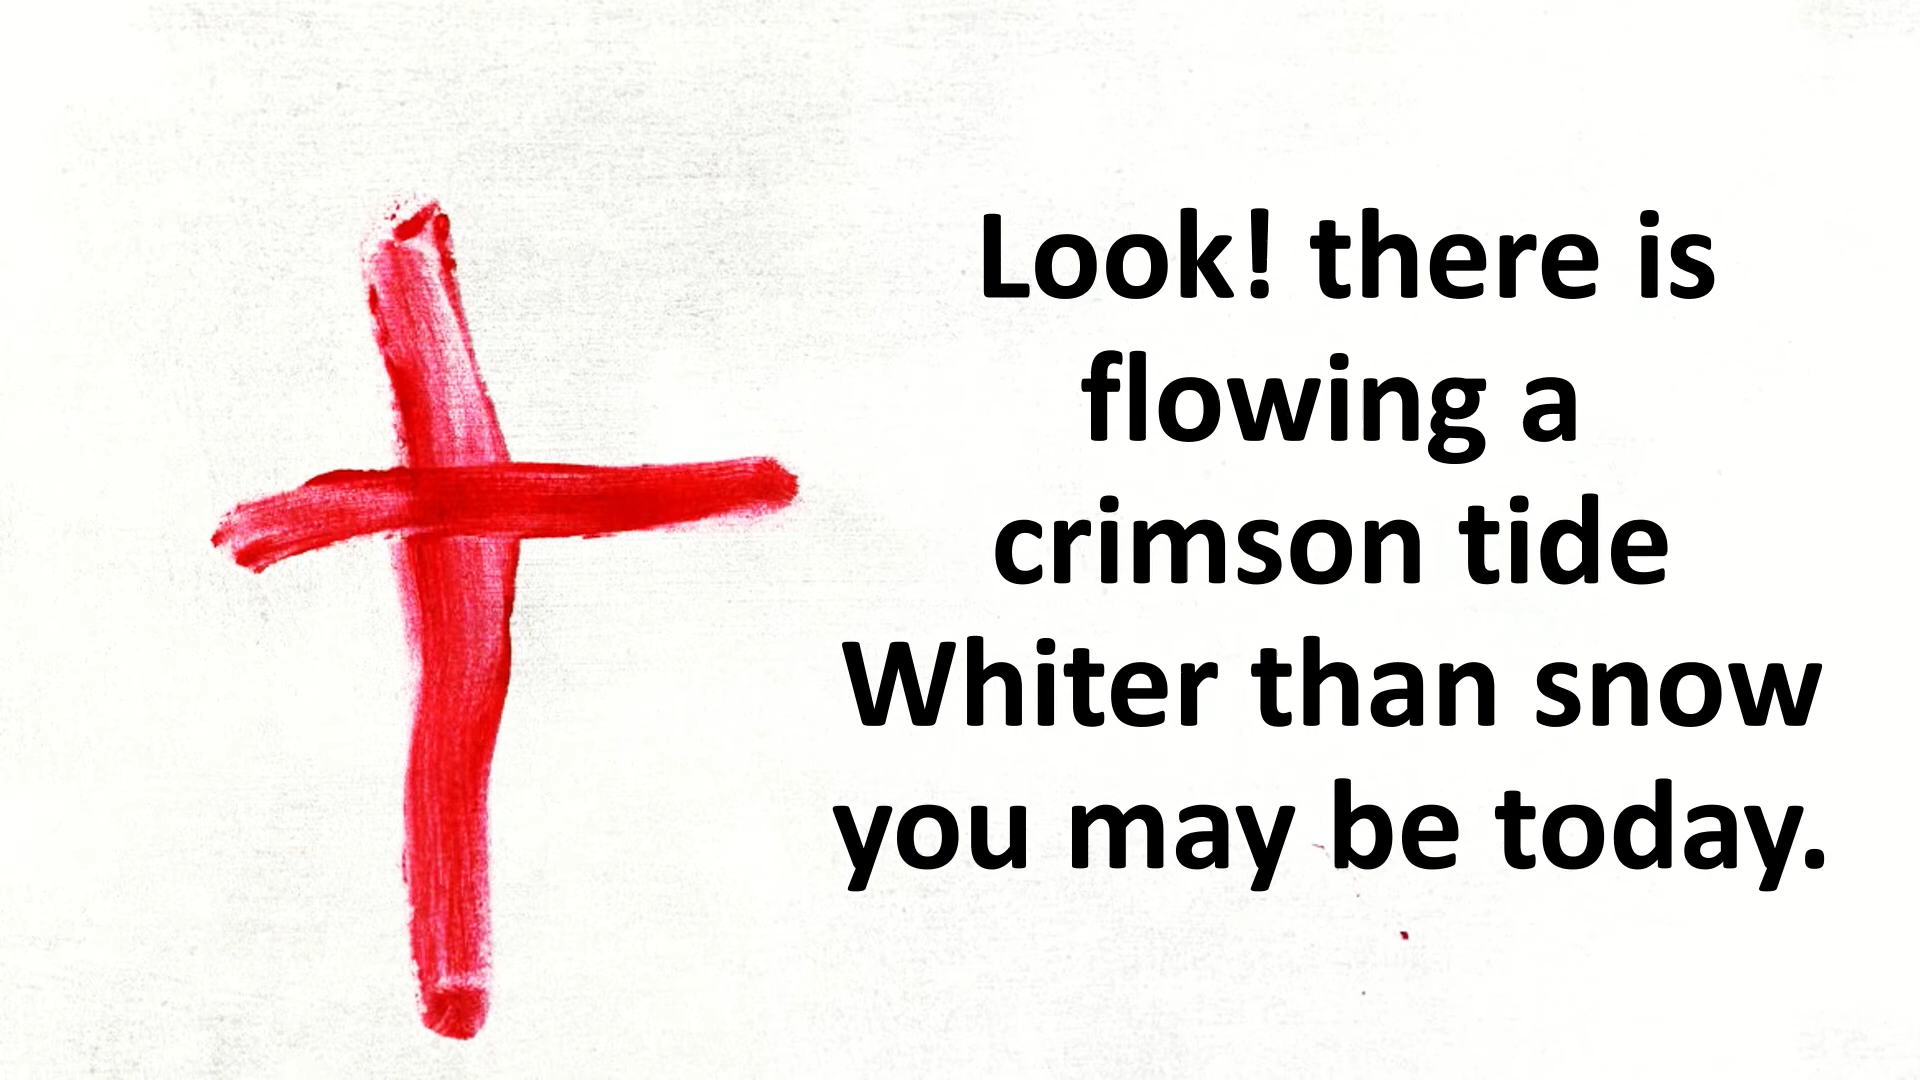 Look! there is
flowing a
crimson tide
Whiter than snow
you may be today.